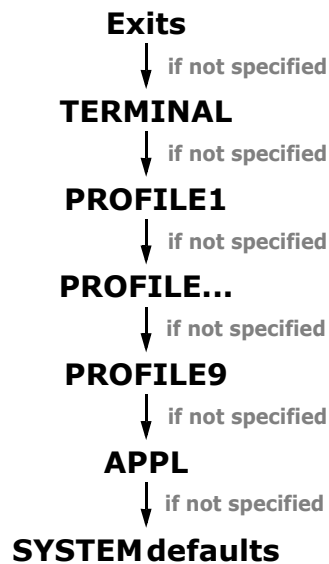 Exits
if not specified
TERMINAL
if not specified
PROFILE1
if not specified
PROFILE...
if not specified
PROFILE9
if not specified
APPL
if not specified
SYSTEM defaults